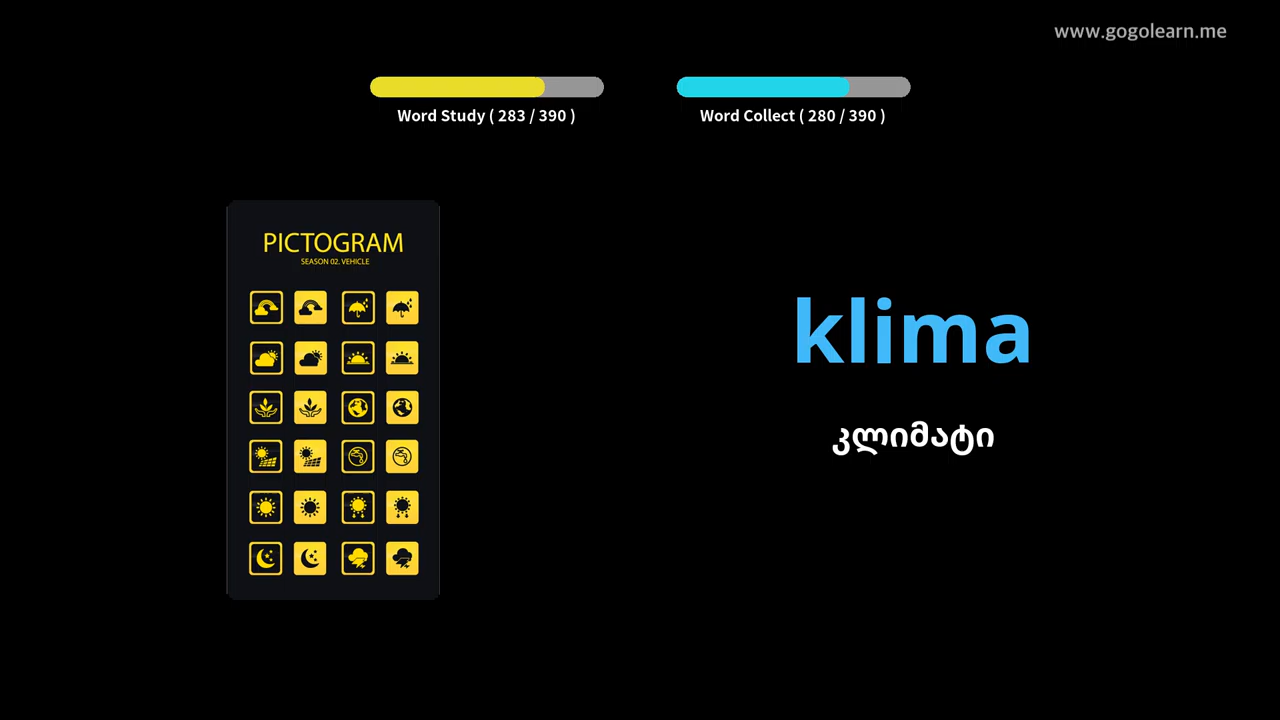 www.gogolearn.me
Word Study ( 283 / 390 )
Word Collect ( 280 / 390 )
PICTOGRAM
SEASON 02. VEHICLE
klima
კლიმატი